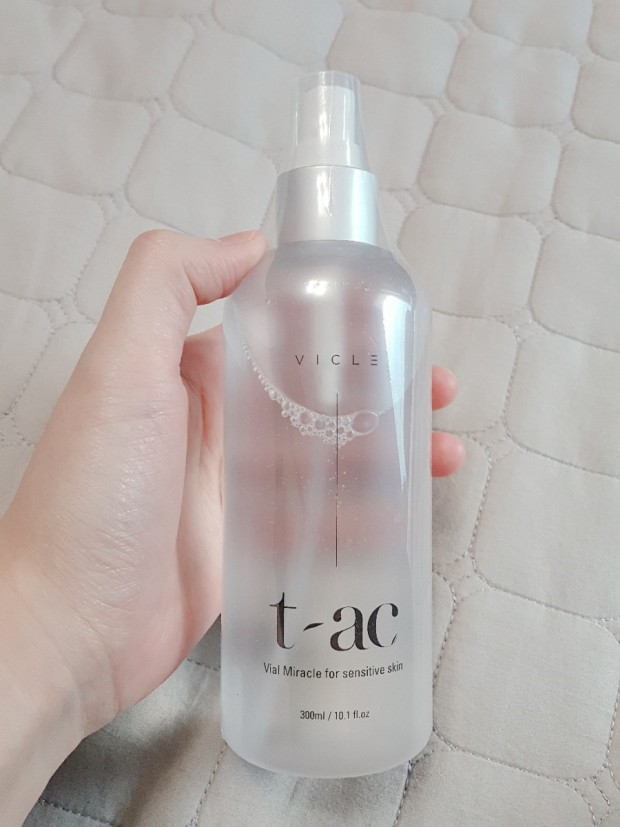 VICLE
t-ac
Vial Miracle for sensitive skin
300ml / 10.1 fl.oz